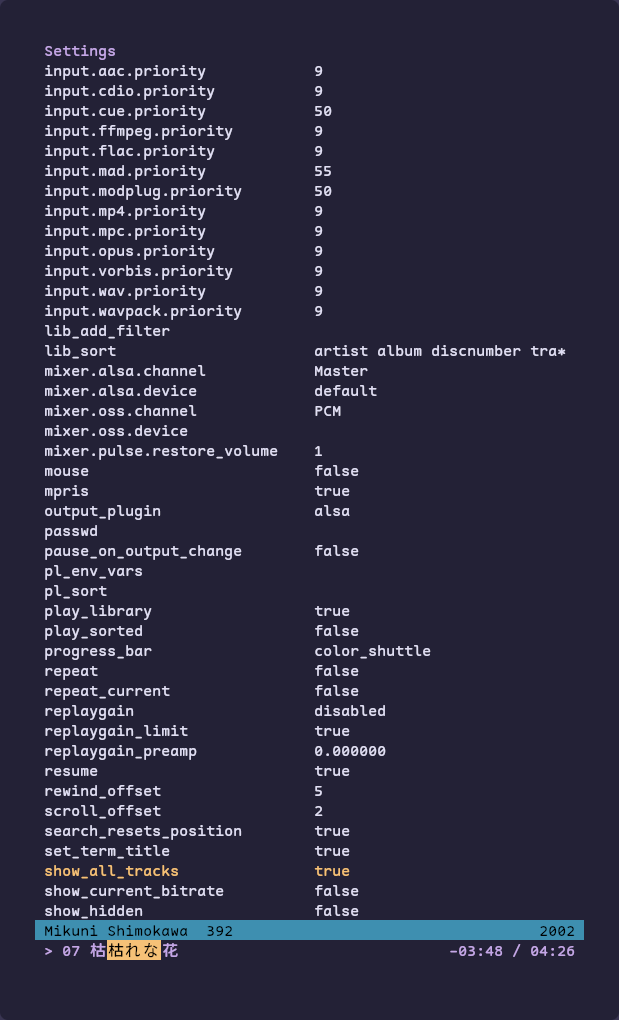 Settings
input.aac.priority 9
input.cdio.priority 9
input.cue.priority 50
input.ffmpeg.priority 9
input.flac.priority 9
input.mad.priority 55
input.modplug.priority 50
input.mp4.priority 9
input.mpc.priority 9
input.opus.priority 9
input.vorbis.priority 9
input.wav.priority 9
input.wavpack.priority 9
lib_add_filter
lib_sort artist album discnumber tra*
mixer.alsa.channel Master
mixer.alsa.device default
mixer.oss.channel PCM
mixer.oss.device
mixer.pulse.restore_volume 1
mouse false
mpris true
output_plugin alsa
passwd
pause_on_output_change false
pl_env_vars
pl_sort
play_library true
play_sorted false
progress_bar color_shuttle
repeat false
repeat_current false
replaygain disabled
replaygain_limit true
replaygain_preamp 0.000000
resume true
rewind_offset 5
scroll_offset 2
search_resets_position true
set_term_title true
show_all_tracks true
show_current_bitrate false
show_hidden false
Mikuni Shimokawa 392 2002
> 07 枯枯れな花 -03:48 / 04:26